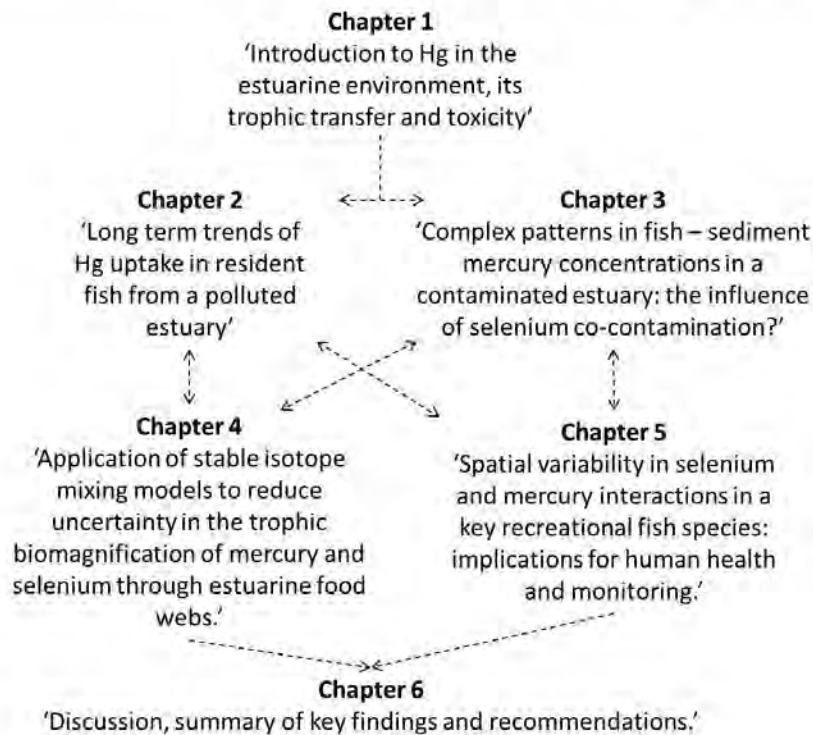 Chapter 1
‘Introduction to Hg in the
estuarine environment, its
trophic transfer and toxicity’
Chapter 2
‘Long term trends of
Hg uptake in resident
fish from a polluted
estuary’
Chapter 3
‘Complex patterns in fish – sediment
mercury concentrations in a
contaminated estuary: the influence
of selenium co-contamination?’
Chapter 4
‘Application of stable isotope
mixing models to reduce
uncertainty in the trophic
biomagnification of mercury and
selenium through estuarine food
webs.’
Chapter 5
‘Spatial variability in selenium
and mercury interactions in a
key recreational fish species:
implications for human health
and monitoring.’
Chapter 6
‘Discussion, summary of key findings and recommendations.’